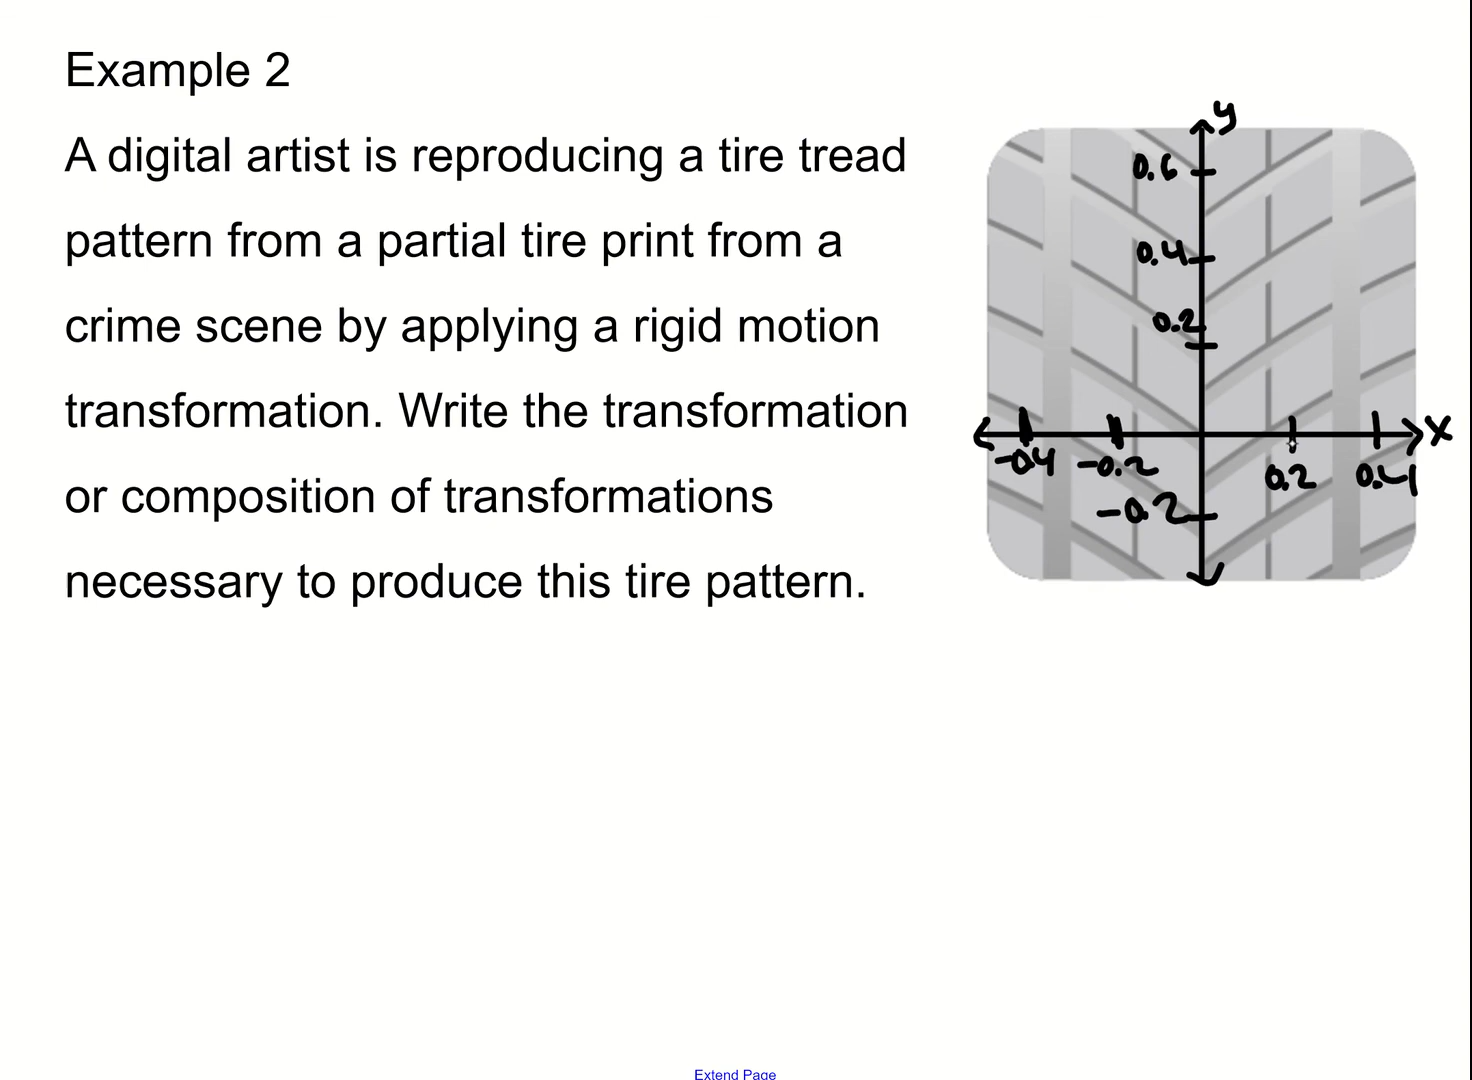 Example 2
A digital artist is reproducing a tire tread
pattern from a partial tire print from a
crime scene by applying a rigid motion
transformation. Write the transformation
or composition of transformations
necessary to produce this tire pattern.
y
0.6
0.4
0.2
x
-0.4 -0.2 0.2 0.4
-0.2
Extend Page